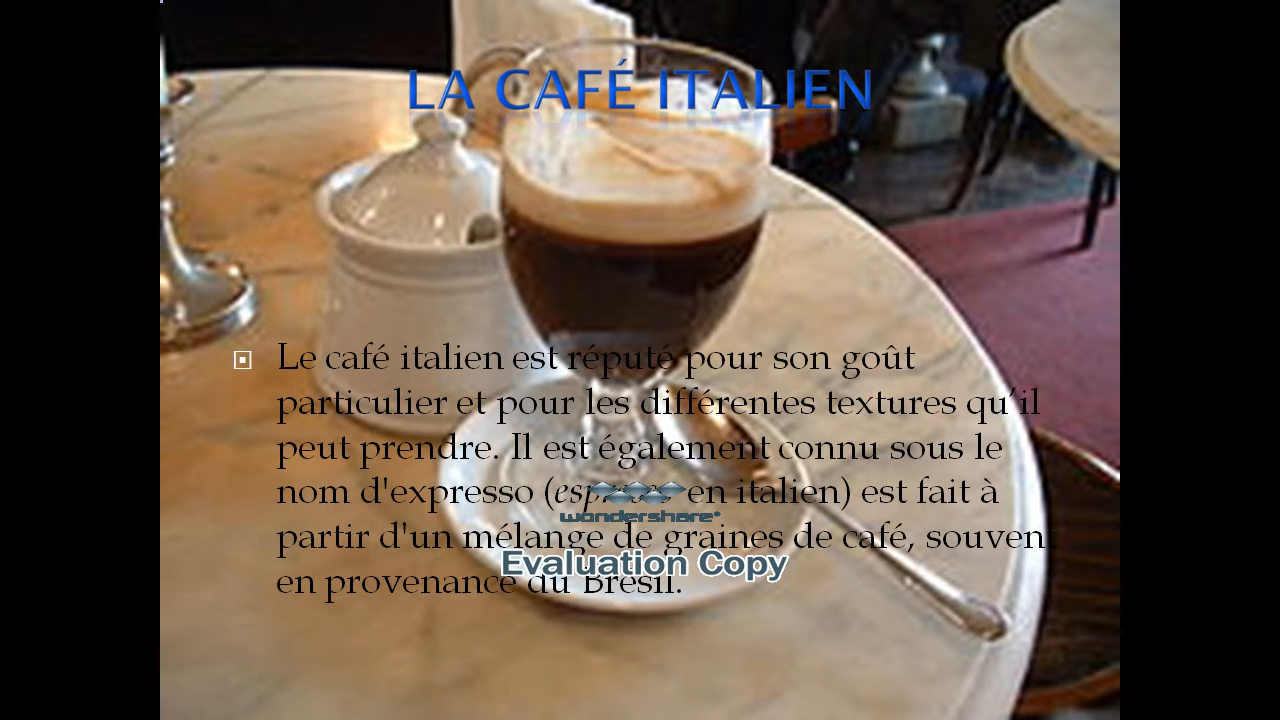 LA CAFÉ ITALIEN
Le café italien est réputé pour son goût
particulier et pour les différentes textures qu’il
peut prendre. Il est également connu sous le
nom d'expresso ( en italien) est fait à
partir d'un mélange de graines de café, souvent
en provenance du Brésil.
wondershare
Evaluation Copy